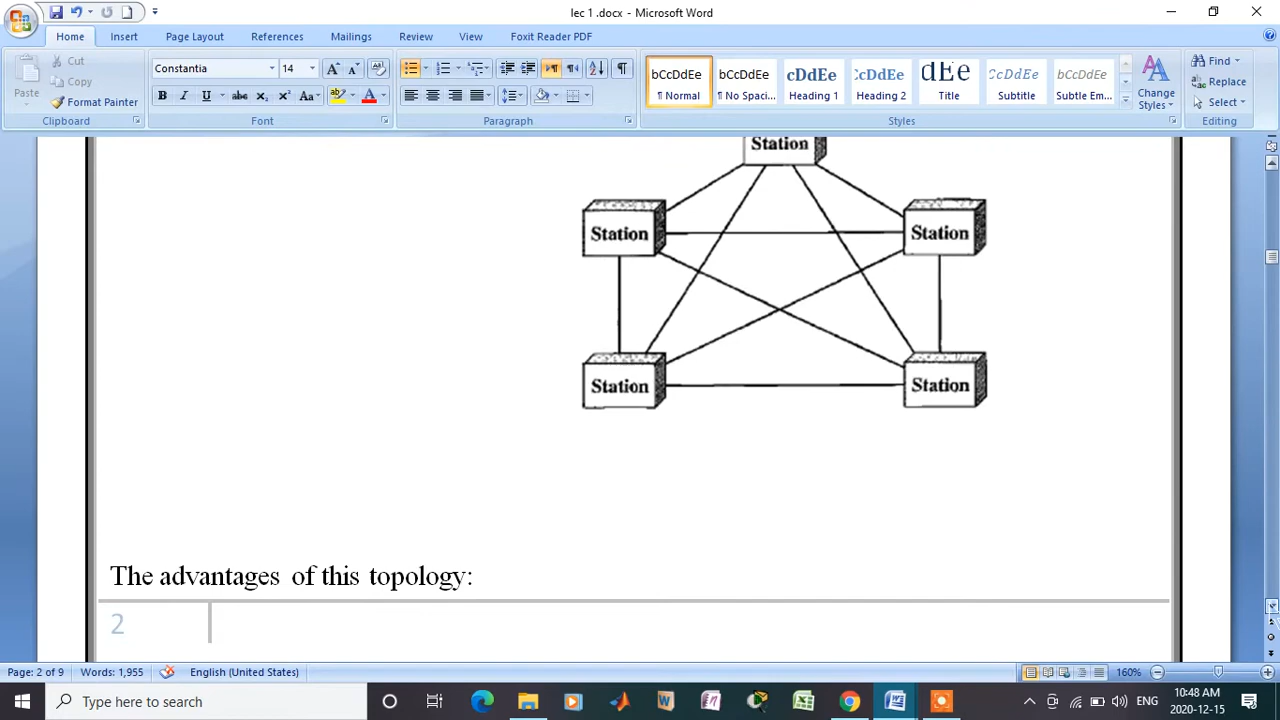 lec 1 .docx - Microsoft Word
Home Insert Page Layout References Mailings Review View Foxit Reader PDF
Paste
Cut
Copy
Format Painter
Clipboard
Constantia 14
Font
Paragraph
bCcDdEe bCcDdEe cDdEe CcDdEe dEe CcDdEe bCcDdEe
¶ Normal ¶ No Spaci... Heading 1 Heading 2 Title Subtitle Subtle Em...
Change Styles
Styles
Find
Replace
Select
Editing
Station
Station Station
Station Station
The advantages of this topology:
2
Page: 2 of 9 Words: 1,955 English (United States) 160%
Type here to search
ENG 10:48 AM
2020-12-15